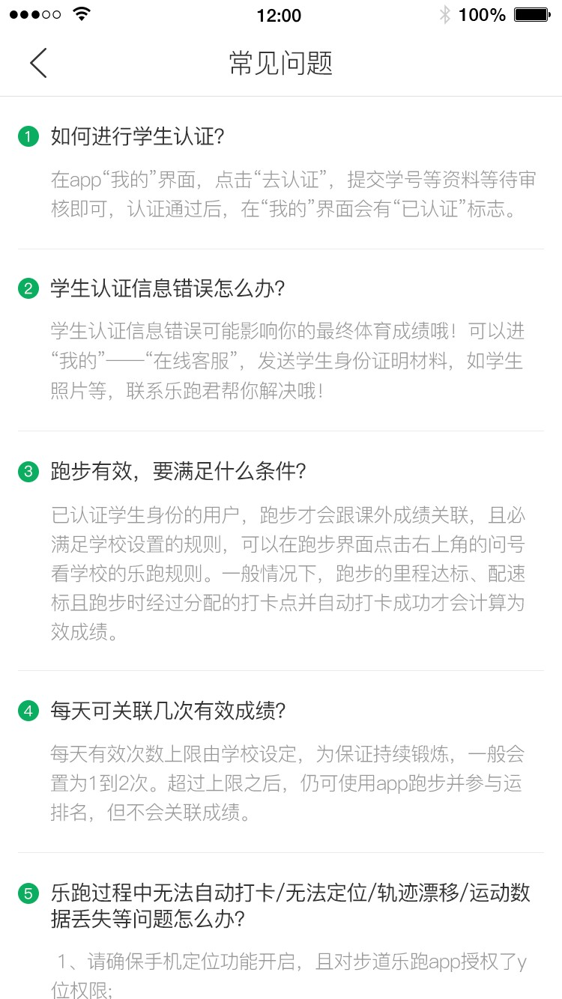 12:00
100%
常见问题
1 如何进行学生认证?
在app“我的”界面，点击“去认证”，提交学号等资料等待审
核即可，认证通过后，在“我的”界面会有“已认证”标志。
2 学生认证信息错误怎么办?
学生认证信息错误可能影响你的最终体育成绩哦！可以进
“我的”——“在线客服”，发送学生身份证明材料，如学生
照片等，联系乐跑君帮你解决哦！
3 跑步有效，要满足什么条件?
已认证学生身份的用户，跑步才会跟课外成绩关联，且必
满足学校设置的规则，可以在跑步界面点击右上角的问号
看学校的乐跑规则。一般情况下，跑步的里程达标、配速
标且跑步时经过分配的打卡点并自动打卡成功才会计算为
效成绩。
4 每天可关联几次有效成绩?
每天有效次数上限由学校设定，为保证持续锻炼，一般会
置为1到2次。超过上限之后，仍可使用app跑步并参与运
排名，但不会关联成绩。
5 乐跑过程中无法自动打卡/无法定位/轨迹漂移/运动数
据丢失等问题怎么办?
1、请确保手机定位功能开启，且对步道乐跑app授权了y
位权限;